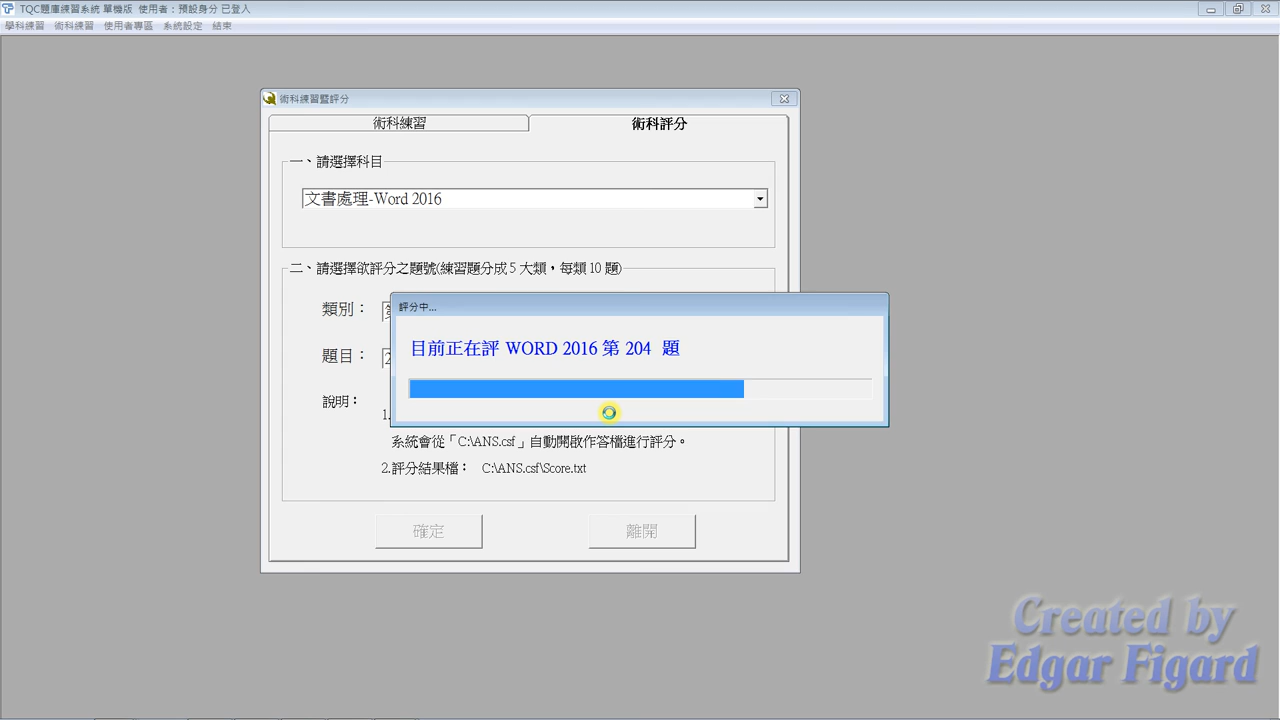 TQC題庫練習系統 單機版 使用者：預設身分 已登入
學科練習 術科練習 使用者專區 系統設定 結束
術科練習暨評分
術科練習 術科評分
一、請選擇科目
文書處理-Word 2016
二、請選擇欲評分之題號(練習題分成 5 大類，每類 10 題)
類別：
評分中...
目前正在評 WORD 2016 第 204 題
題目：
說明：
1.
系統會從「C:\ANS.csf」自動開啟作答檔進行評分。
2.評分結果檔： C:\ANS.csf\Score.txt
確定 離開
Created by
Edgar Figard